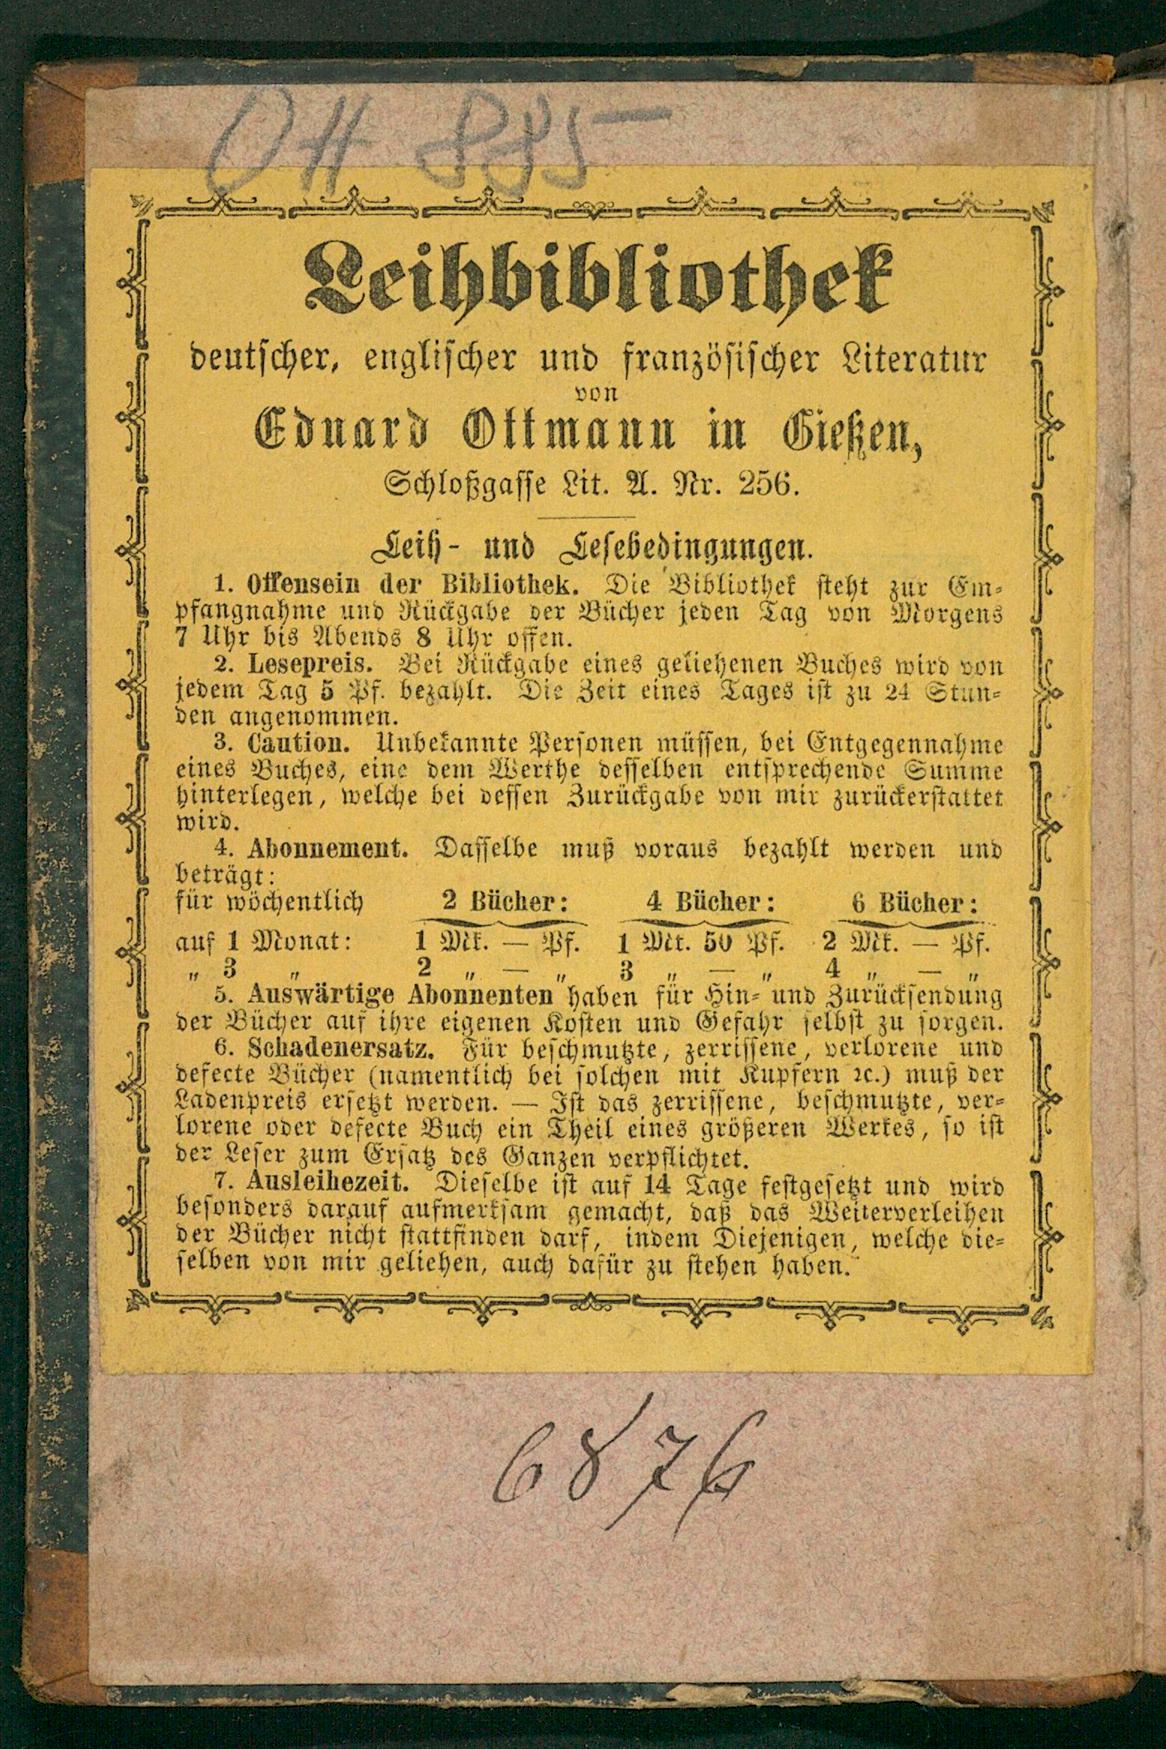 Ott 885
Leihbibliothek
deutscher, englischer und französischer Literatur
von
Eduard Ottmann in Gießen,
Schloßgasse Lit. A. Nr. 256.
Leih- und Lesebedingungen.
1. Offensein der Bibliothek. Die Bibliothek steht zur Em-
pfangnahme und Rückgabe der Bücher jeden Tag von Morgens
7 Uhr bis Abends 8 Uhr offen.
2. Lesepreis. Bei Rückgabe eines geliehenen Buches wird von
jedem Tag 5 Pf. bezahlt. Die Zeit eines Tages ist zu 24 Stun-
den angenommen.
3. Caution. Unbekannte Personen müssen, bei Entgegennahme
eines Buches, eine dem Werthe desselben entsprechende Summe
hinterlegen, welche bei dessen Zurückgabe von mir zurückerstattet
wird.
4. Abonnement. Dasselbe muß voraus bezahlt werden und
beträgt:
für wöchentlich 2 Bücher: 4 Bücher: 6 Bücher:
auf 1 Monat: 1 Mk. — Pf. 1 Mk. 50 Pf. 2 Mk. — Pf.
„ 3 „ 2 „ — „ 3 „ — „ 4 „ — „
5. Auswärtige Abonnenten haben für Hin- und Zurücksendung
der Bücher auf ihre eigenen Kosten und Gefahr selbst zu sorgen.
6. Schadenersatz. Für beschmutzte, zerrissene, verlorene und
defecte Bücher (namentlich bei solchen mit Kupfern ꝛc.) muß der
Ladenpreis ersetzt werden. — Ist das zerrissene, beschmutzte, ver-
lorene oder defecte Buch ein Theil eines größeren Werkes, so ist
der Leser zum Ersatz des Ganzen verpflichtet.
7. Ausleihezeit. Dieselbe ist auf 14 Tage festgesetzt und wird
besonders darauf aufmerksam gemacht, daß das Weiterverleihen
der Bücher nicht stattfinden darf, indem Diejenigen, welche die-
selben von mir geliehen, auch dafür zu stehen haben.
6876